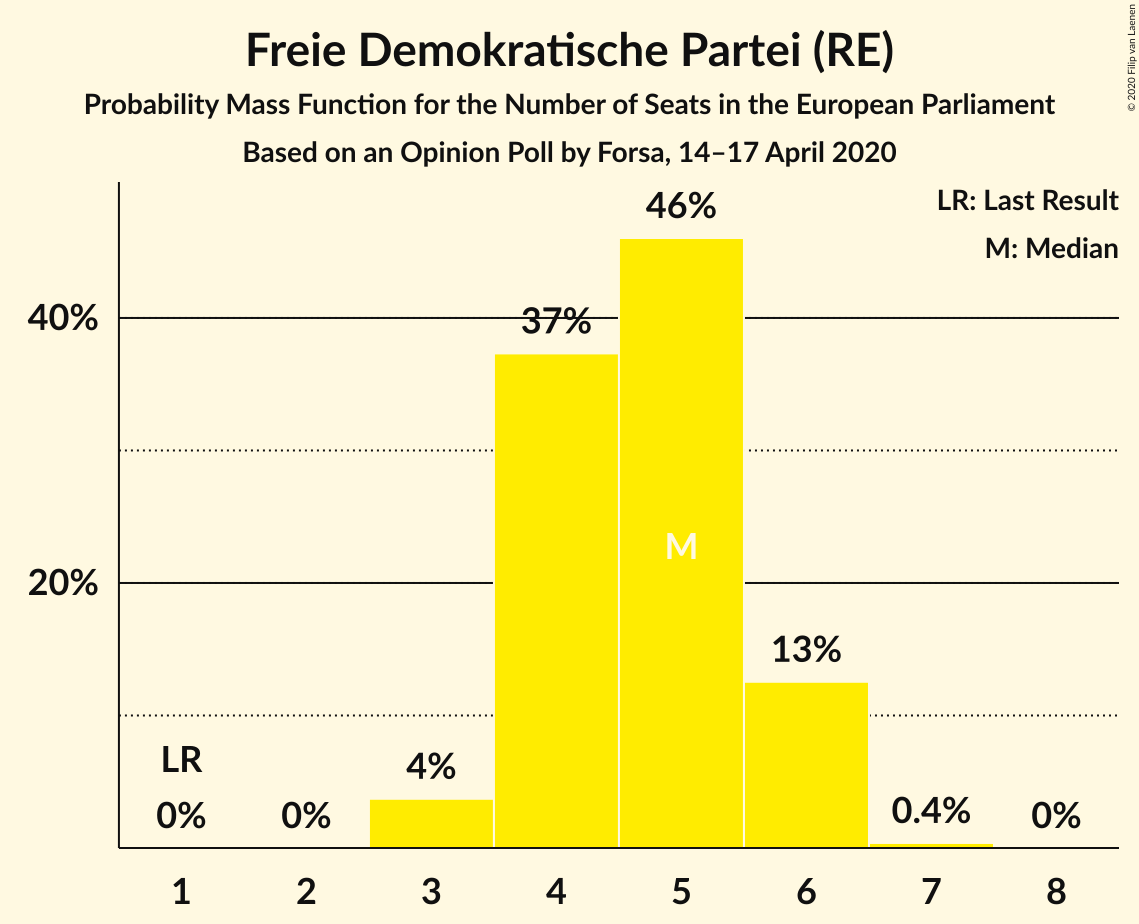 Freie Demokratische Partei (RE)
Probability Mass Function for the Number of Seats in the European Parliament
Based on an Opinion Poll by Forsa, 14–17 April 2020
© 2020 Filip van Laenen
LR: Last Result
M: Median
46%
40%
37%
M
20%
13%
LR
4%
0%
0%
0.4%
0%
1
2
3
4
5
6
7
8